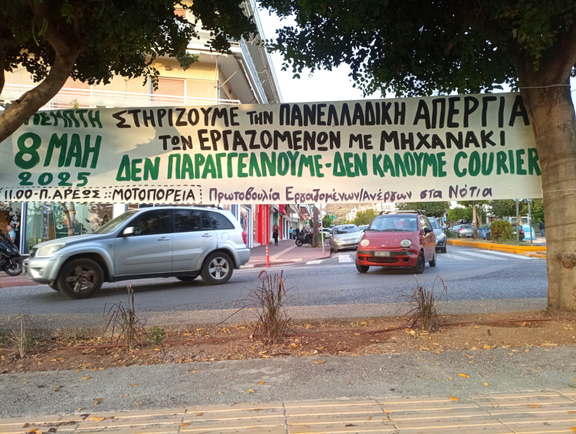 ΠΕΜΠΤΗ
8 ΜΑΗ
2025
11.00-Π.ΑΡΕΩΣ::ΜΟΤΟΠΟΡΕΙΑ
ΣΤΗΡΙΖΟΥΜΕ ΤΗΝ ΠΑΝΕΛΛΑΔΙΚΗ ΑΠΕΡΓΙΑ
ΤΩΝ ΕΡΓΑΖΟΜΕΝΩΝ ΜΕ ΜΗΧΑΝΑΚΙ
ΔΕΝ ΠΑΡΑΓΓΕΛΝΟΥΜΕ-ΔΕΝ ΚΑΛΟΥΜΕ COURIER
Πρωτοβουλία Εργαζομένων/Ανέργων στα Νότια